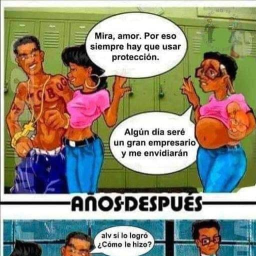 Mira, amor. Por eso
siempre hay que usar
protección.
Algún día seré
un gran empresario
y me envidiarán
AÑOS DESPUÉS
alv si lo logró
¿Cómo le hizo?